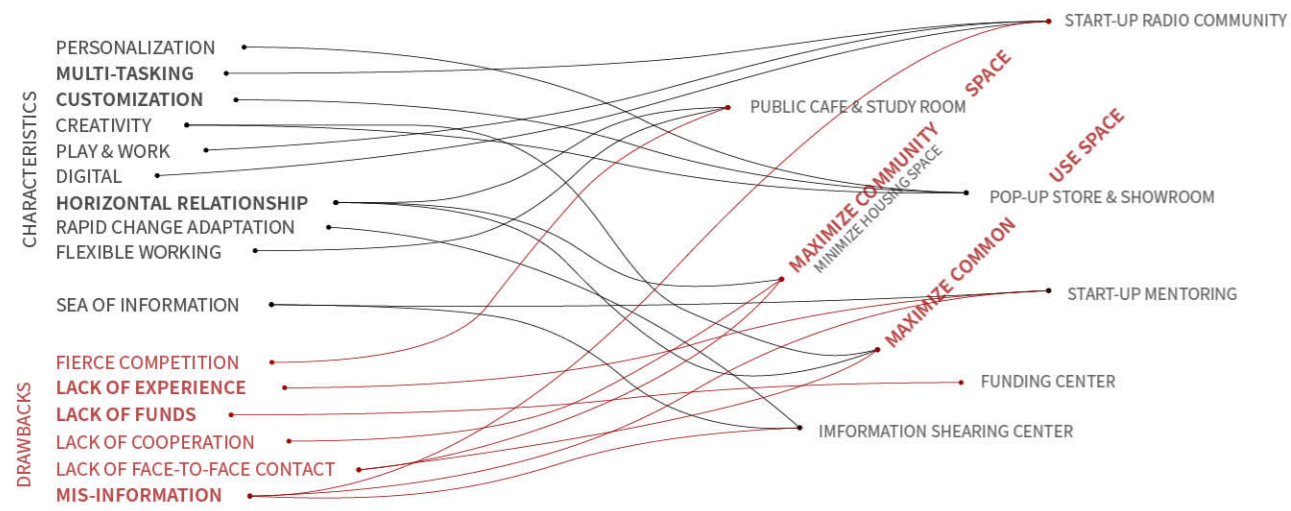 CHARACTERISTICS
PERSONALIZATION
MULTI-TASKING
CUSTOMIZATION
CREATIVITY
PLAY & WORK
DIGITAL
HORIZONTAL RELATIONSHIP
RAPID CHANGE ADAPTATION
FLEXIBLE WORKING
SEA OF INFORMATION
DRAWBACKS
FIERCE COMPETITION
LACK OF EXPERIENCE
LACK OF FUNDS
LACK OF COOPERATION
LACK OF FACE-TO-FACE CONTACT
MIS-INFORMATION
START-UP RADIO COMMUNITY
PUBLIC CAFE & STUDY ROOM
MAXIMIZE COMMUNITY SPACE
MINIMIZE HOUSING SPACE
POP-UP STORE & SHOWROOM
MAXIMIZE COMMON USE SPACE
START-UP MENTORING
FUNDING CENTER
IMFORMATION SHEARING CENTER